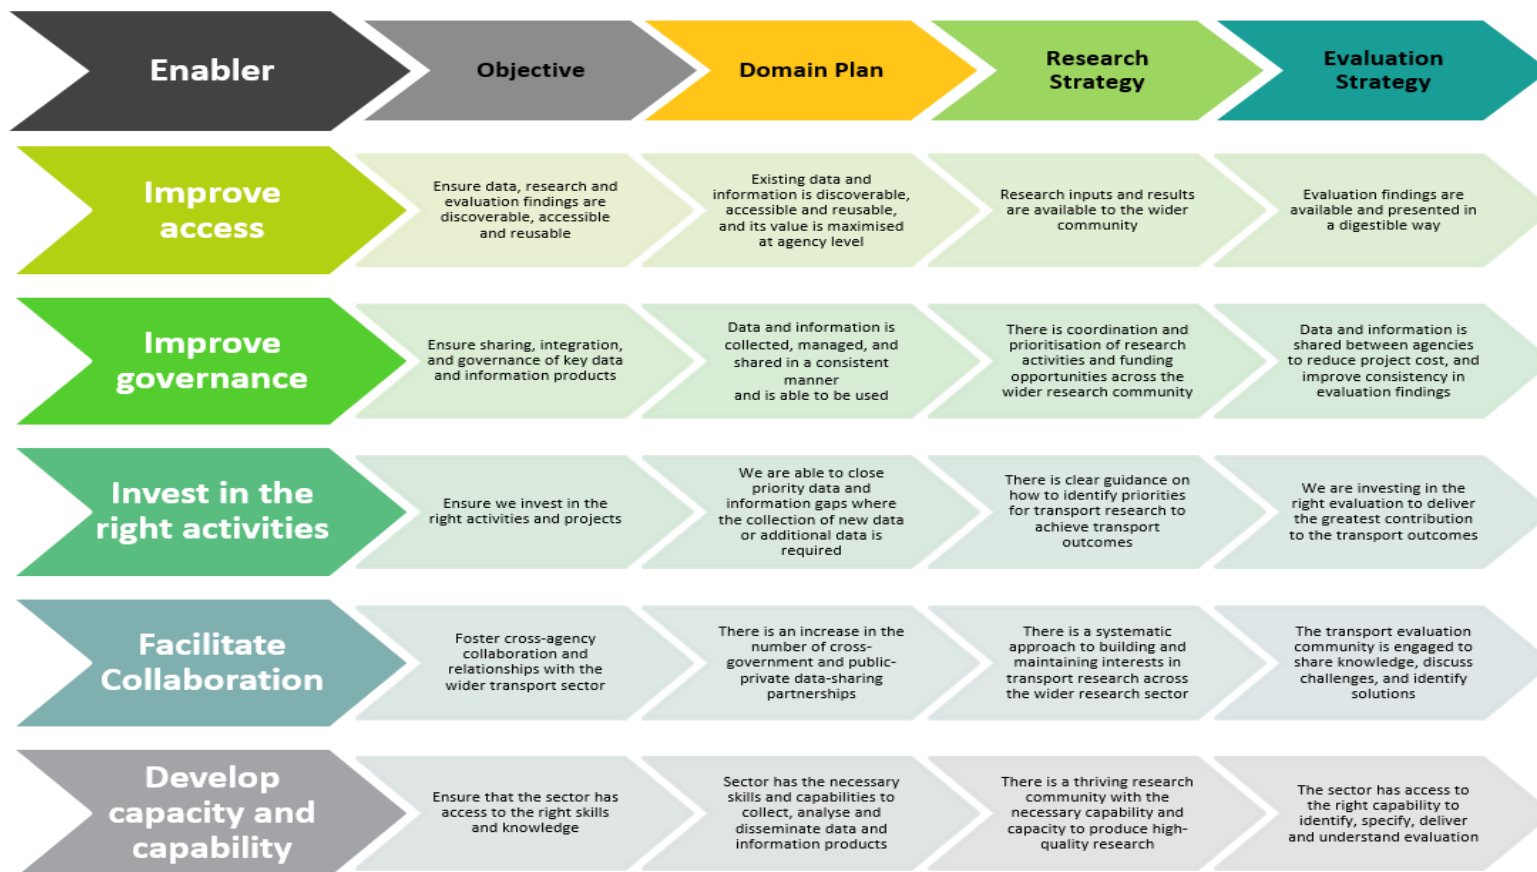 Enabler
Objective
Domain Plan
Research
Strategy
Evaluation
Strategy
Improve
access
Ensure data, research and
evaluation findings are
discoverable, accessible
and reusable
Existing data and
information is discoverable,
accessible and reusable,
and its value is maximised
at agency level
Research inputs and results
are available to the wider
community
Evaluation findings are
available and presented in
a digestible way
Improve
governance
Ensure sharing, integration,
and governance of key data
and information products
Data and information is
collected, managed, and
shared in a consistent
manner
and is able to be used
There is coordination and
prioritisation of research
activities and funding
opportunities across the
wider research community
Data and information is
shared between agencies
to reduce project cost, and
improve consistency in
evaluation findings
Invest in the
right activities
Ensure we invest in the
right activities and projects
We are able to close
priority data and
information gaps where
the collection of new data
or additional data is
required
There is clear guidance on
how to identify priorities
for transport research to
achieve transport
outcomes
We are investing in the
right evaluation to deliver
the greatest contribution
to the transport outcomes
Facilitate
Collaboration
Foster cross-agency
collaboration and
relationships with the
wider transport sector
There is an increase in the
number of cross-
government and public-
private data-sharing
partnerships
There is a systematic
approach to building and
maintaining interests in
transport research across
the wider research sector
The transport evaluation
community is engaged to
share knowledge, discuss
challenges, and identify
solutions
Develop
capacity and
capability
Ensure that the sector has
access to the right skills
and knowledge
Sector has the necessary
skills and capabilities to
collect, analyse and
disseminate data and
information products
There is a thriving research
community with the
necessary capability and
capacity to produce high-
quality research
The sector has access to
the right capability to
identify, specify, deliver
and understand evaluation